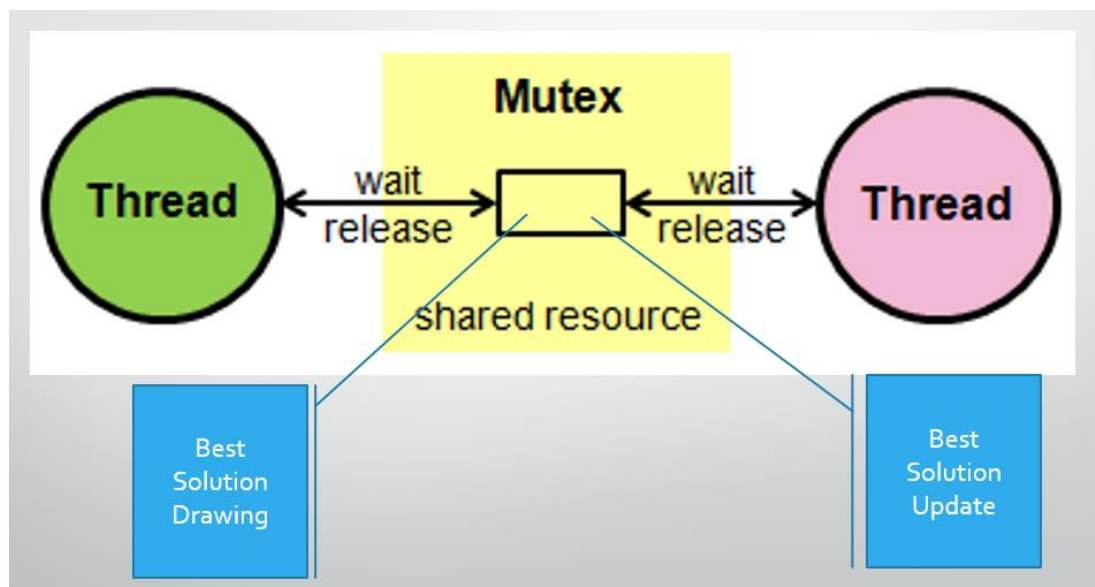 Mutex
Thread
wait
release
wait
release
Thread
shared resource
Best
Solution
Drawing
Best
Solution
Update